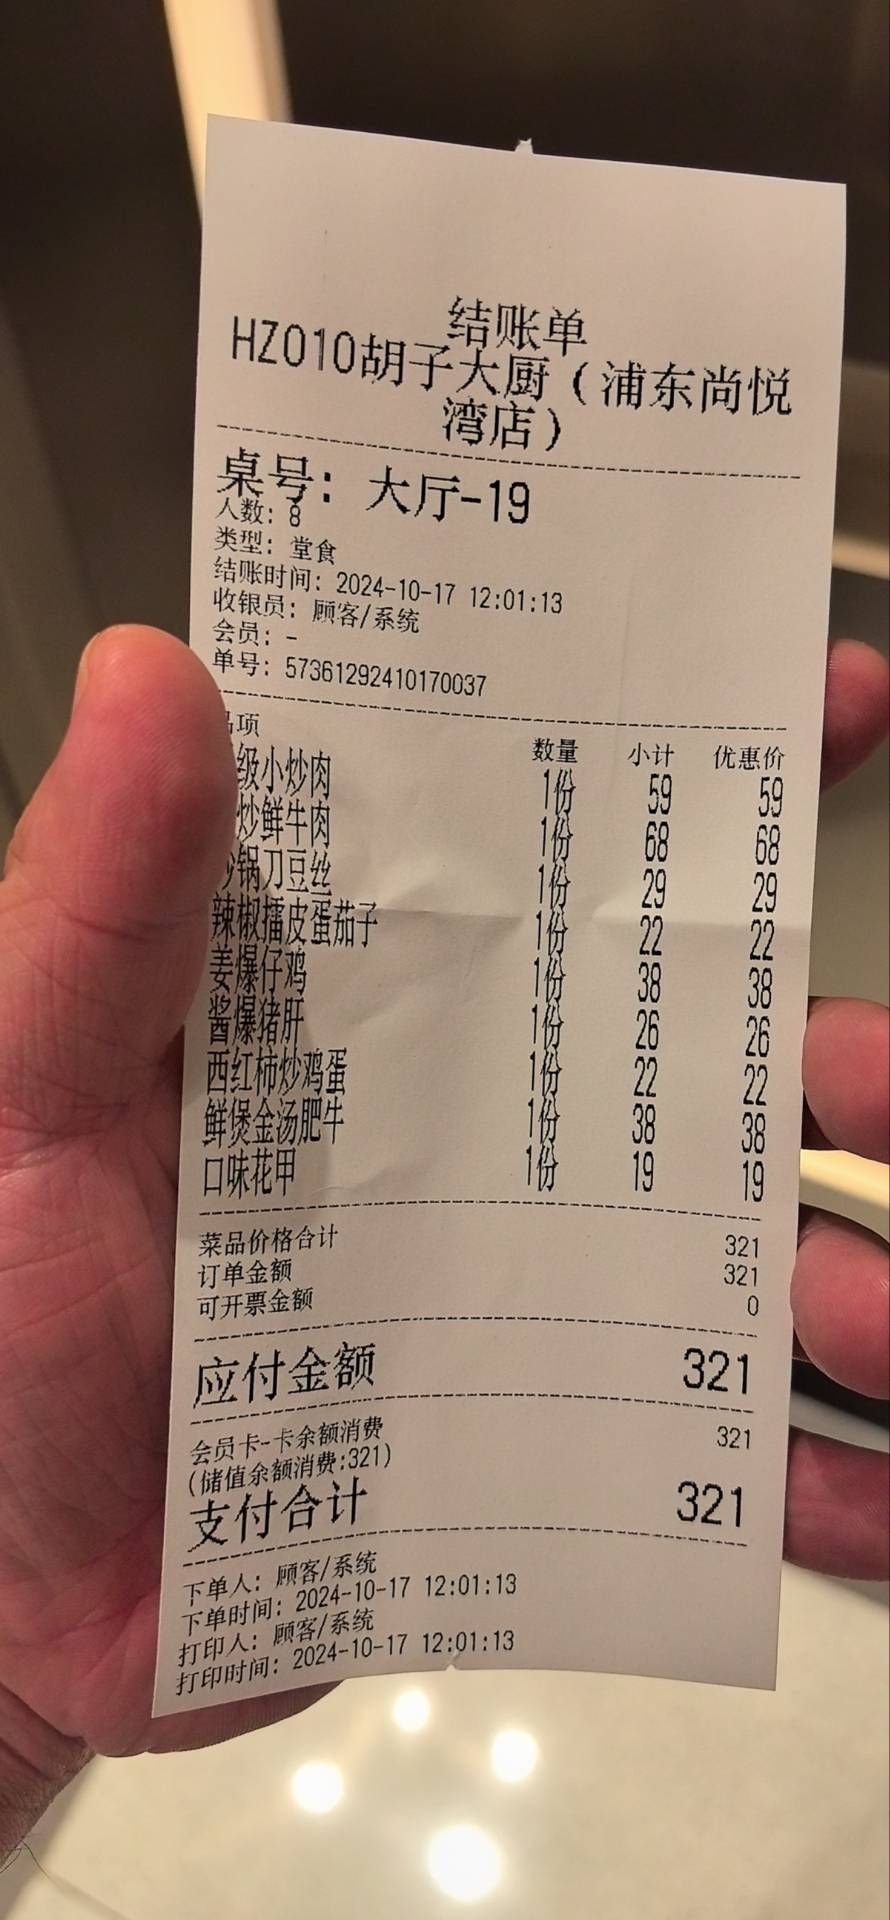 结账单
HZ010胡子大厨（浦东尚悦
湾店）
桌号：大厅-19
人数：8
类型：堂食
结账时间：2024-10-17 12:01:13
收银员：顾客/系统
会员：-
单号：57361292410170037
品项 数量 小计 优惠价
级小炒肉 1份 59 59
炒鲜牛肉 1份 68 68
锅刀豆丝 1份 29 29
辣椒擂皮蛋茄子 1份 22 22
姜爆仔鸡 1份 38 38
酱爆猪肝 1份 26 26
西红柿炒鸡蛋 1份 22 22
鲜煲金汤肥牛 1份 38 38
口味花甲 1份 19 19
菜品价格合计 321
订单金额 321
可开票金额 0
应付金额 321
会员卡-卡余额消费 321
(储值余额消费:321)
支付合计 321
下单人：顾客/系统
下单时间：2024-10-17 12:01:13
打印人：顾客/系统
打印时间：2024-10-17 12:01:13